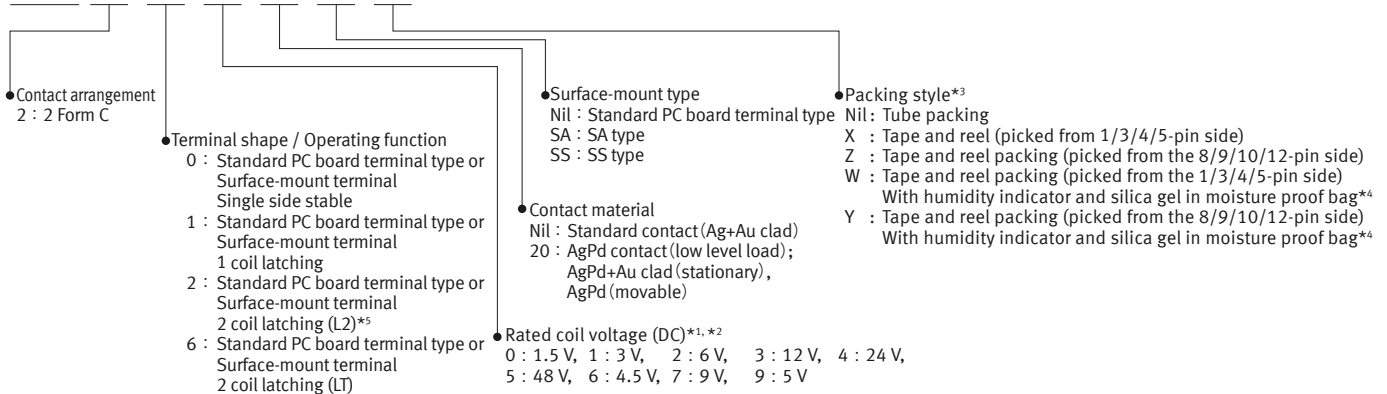 Contact arrangement
2 : 2 Form C
Terminal shape / Operating function
0 : Standard PC board terminal type or
Surface-mount terminal
Single side stable
1 : Standard PC board terminal type or
Surface-mount terminal
1 coil latching
2 : Standard PC board terminal type or
Surface-mount terminal
2 coil latching (L2)*5
6 : Standard PC board terminal type or
Surface-mount terminal
2 coil latching (LT)
Rated coil voltage (DC)*1, *2
0 : 1.5 V, 1 : 3 V, 2 : 6 V, 3 : 12 V, 4 : 24 V,
5 : 48 V, 6 : 4.5 V, 7 : 9 V, 9 : 5 V
Contact material
Nil : Standard contact (Ag+Au clad)
20 : AgPd contact (low level load);
AgPd+Au clad (stationary),
AgPd (movable)
Surface-mount type
Nil : Standard PC board terminal type
SA : SA type
SS : SS type
Packing style*3
Nil : Tube packing
X : Tape and reel (picked from 1/3/4/5-pin side)
Z : Tape and reel packing (picked from the 8/9/10/12-pin side)
W : Tape and reel packing (picked from the 1/3/4/5-pin side)
With humidity indicator and silica gel in moisture proof bag*4
Y : Tape and reel packing (picked from the 8/9/10/12-pin side)
With humidity indicator and silica gel in moisture proof bag*4